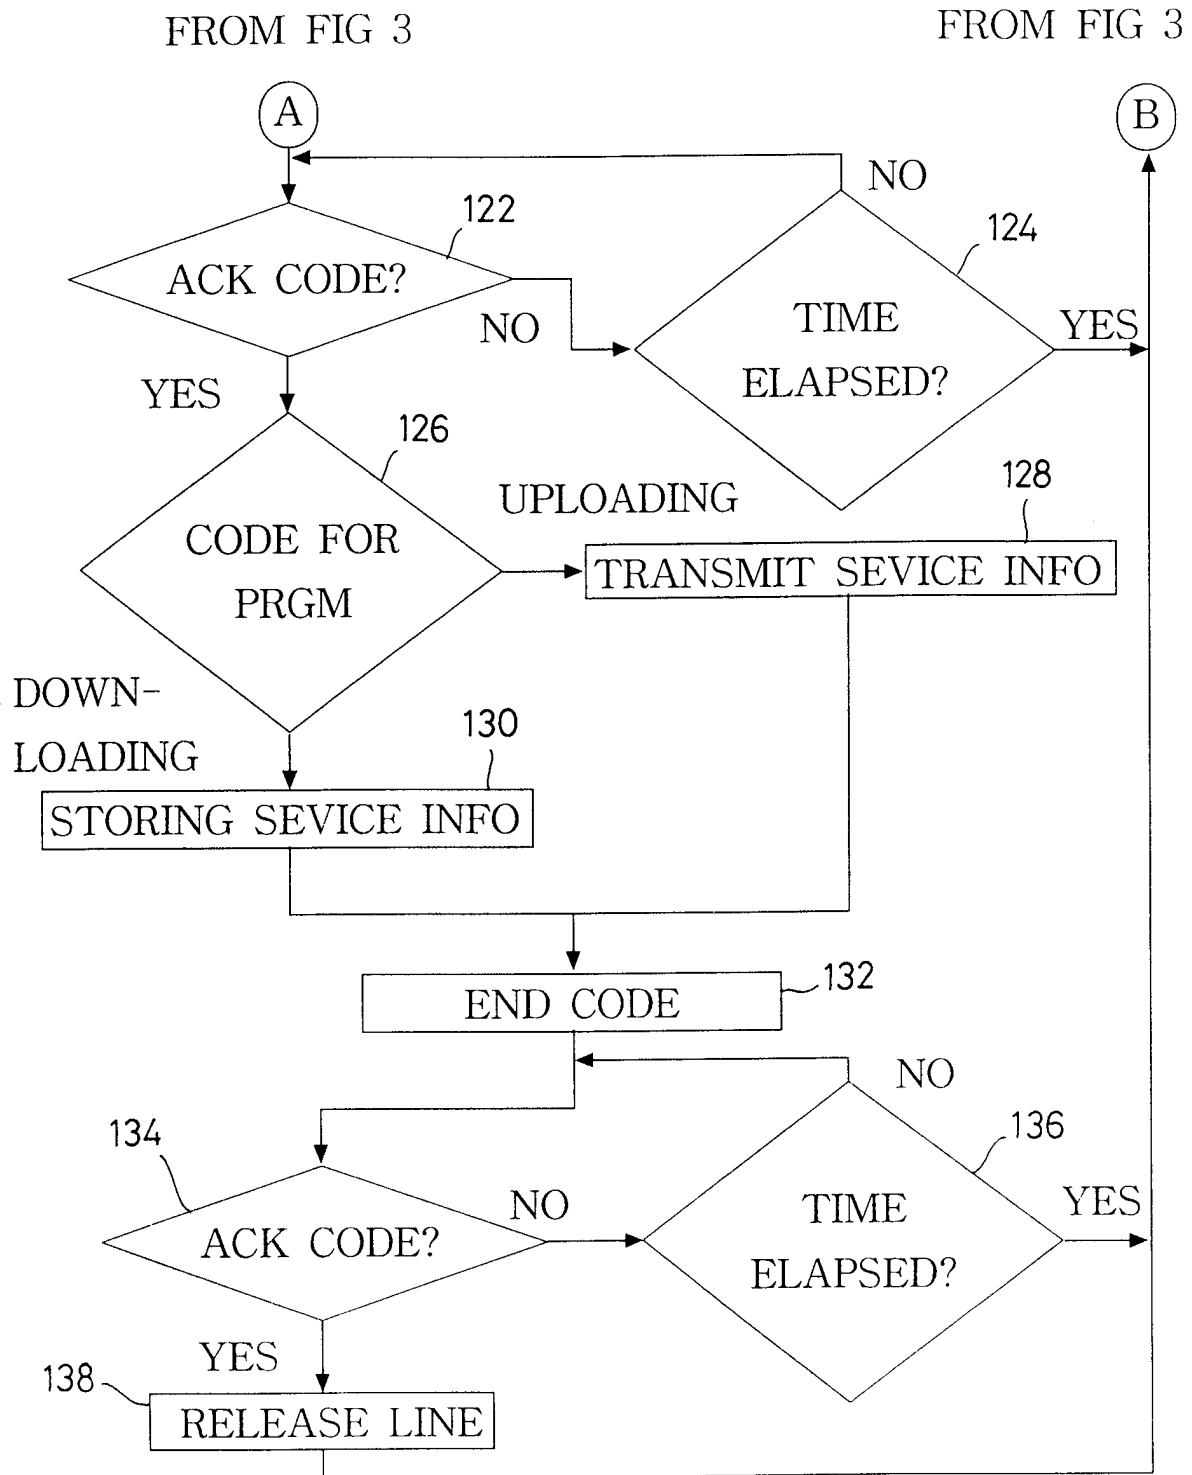 FROM FIG 3
FROM FIG 3
A
B
NO
122
124
ACK CODE?
TIME
ELAPSED?
NO
YES
YES
126
UPLOADING
128
CODE FOR
PRGM
TRANSMIT SEVICE INFO
DOWN-
LOADING
130
STORING SEVICE INFO
132
END CODE
NO
134
136
NO
YES
ACK CODE?
TIME
ELAPSED?
YES
138
RELEASE LINE